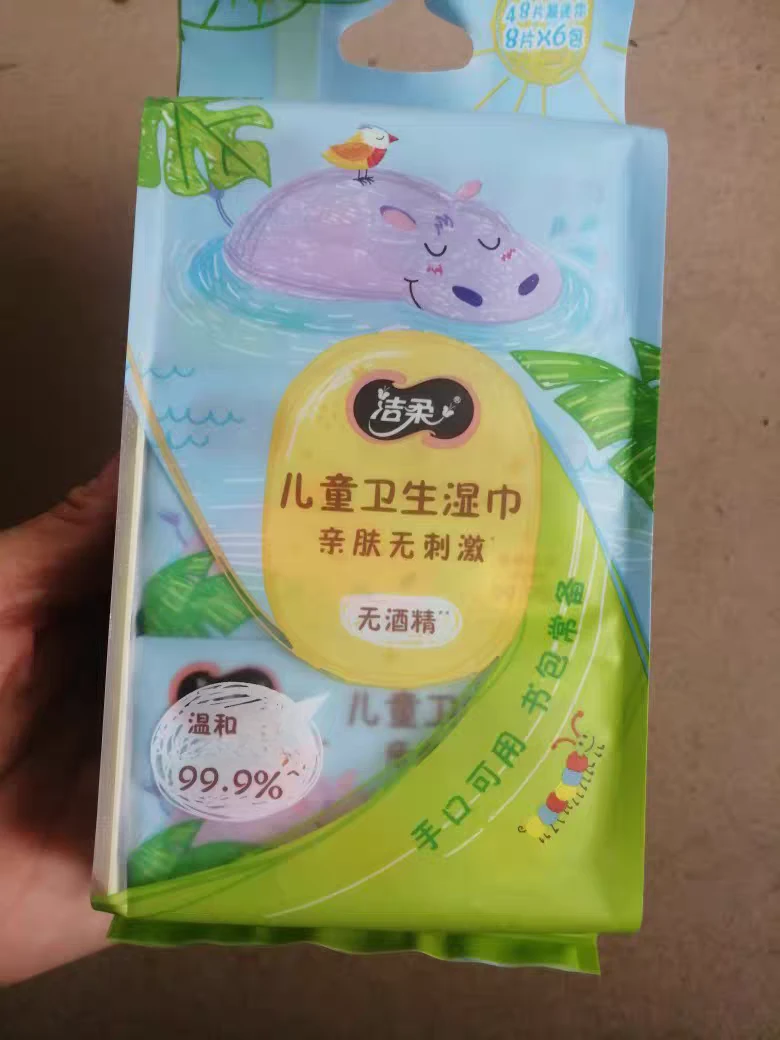 8片X6包
洁柔®
儿童卫生湿巾
亲肤无刺激*
无酒精**
温和
99.9%^
儿童卫
手口可用 书包常备